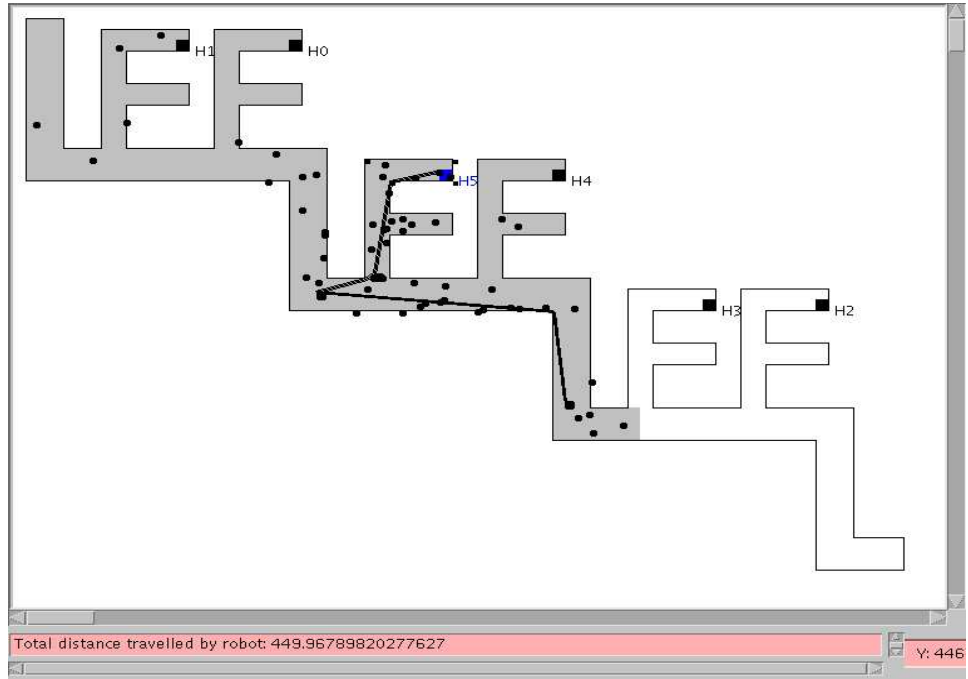 H1
H0
H5
H4
H3
H2
Total distance travelled by robot: 449.96789820277627
Y: 446